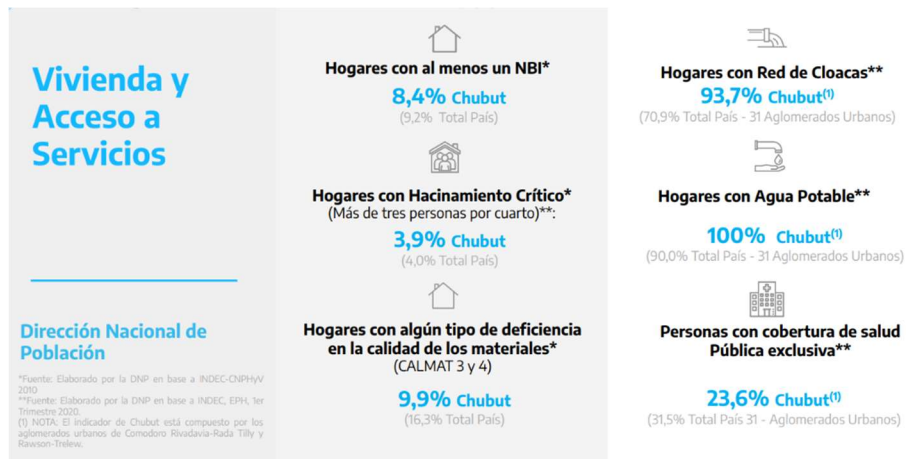 Vivienda y
Acceso a
Servicios
Dirección Nacional de
Población
*Fuente: Elaborado por la DNP en base a INDEC-CNPHyV
2010
**Fuente: Elaborado por la DNP en base a INDEC, EPH, 1er
Trimestre 2020.
(1) NOTA: El indicador de Chubut está compuesto por los
aglomerados urbanos de Comodoro Rivadavia-Rada Tilly y
Rawson-Trelew.
Hogares con al menos un NBI*
8,4% Chubut
(9,2% Total País)
Hogares con Hacinamiento Crítico*
(Más de tres personas por cuarto)**:
3,9% Chubut
(4,0% Total País)
Hogares con algún tipo de deficiencia
en la calidad de los materiales*
(CALMAT 3 y 4)
9,9% Chubut
(16,3% Total País)
Hogares con Red de Cloacas**
93,7% Chubut(1)
(70,9% Total País - 31 Aglomerados Urbanos)
Hogares con Agua Potable**
100% Chubut(1)
(90,0% Total País - 31 Aglomerados Urbanos)
Personas con cobertura de salud
Pública exclusiva**
23,6% Chubut(1)
(31,5% Total País 31 - Aglomerados Urbanos)